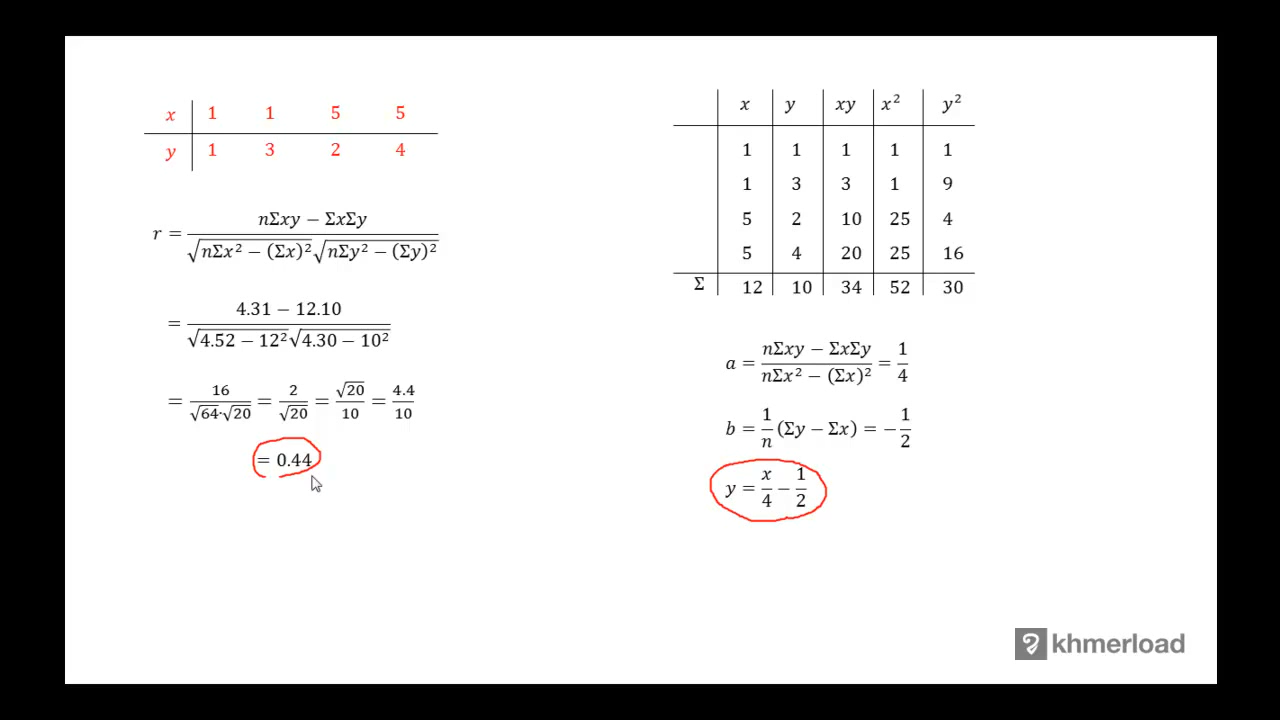 x 1 1 5 5
y 1 3 2 4
r = (nΣxy − ΣxΣy) / (√(nΣx² − (Σx)²) √(nΣy² − (Σy)²))
= (4.31 − 12.10) / (√(4.52 − 12²) √(4.30 − 10²))
= 16 / (√64·√20) = 2/√20 = √20/10 = 4.4/10
= 0.44
x y xy x² y²
1 1 1 1 1
1 3 3 1 9
5 2 10 25 4
5 4 20 25 16
Σ 12 10 34 52 30
a = (nΣxy − ΣxΣy) / (nΣx² − (Σx)²) = 1/4
b = 1/n (Σy − Σx) = −1/2
y = x/4 − 1/2
khmerload